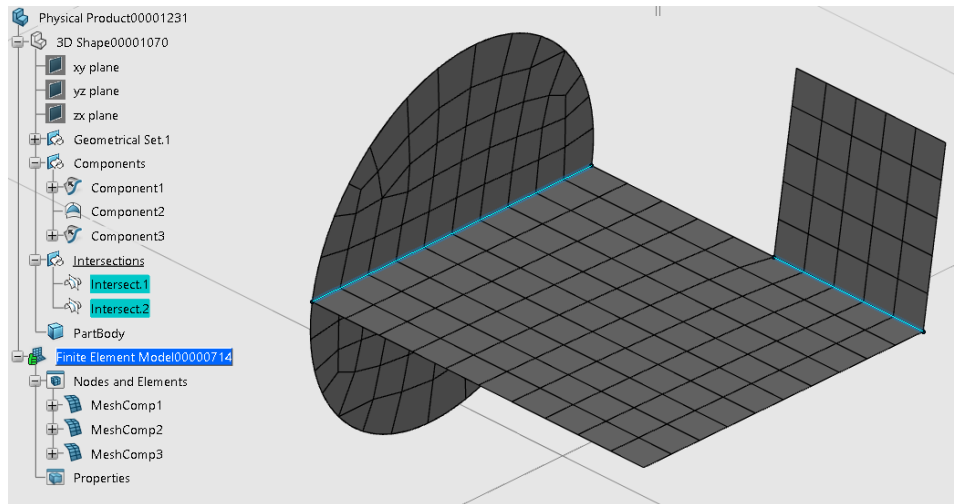 Physical Product00001231
3D Shape00001070
xy plane
yz plane
zx plane
Geometrical Set.1
Components
Component1
Component2
Component3
Intersections
Intersect.1
Intersect.2
PartBody
Finite Element Model00000714
Nodes and Elements
MeshComp1
MeshComp2
MeshComp3
Properties